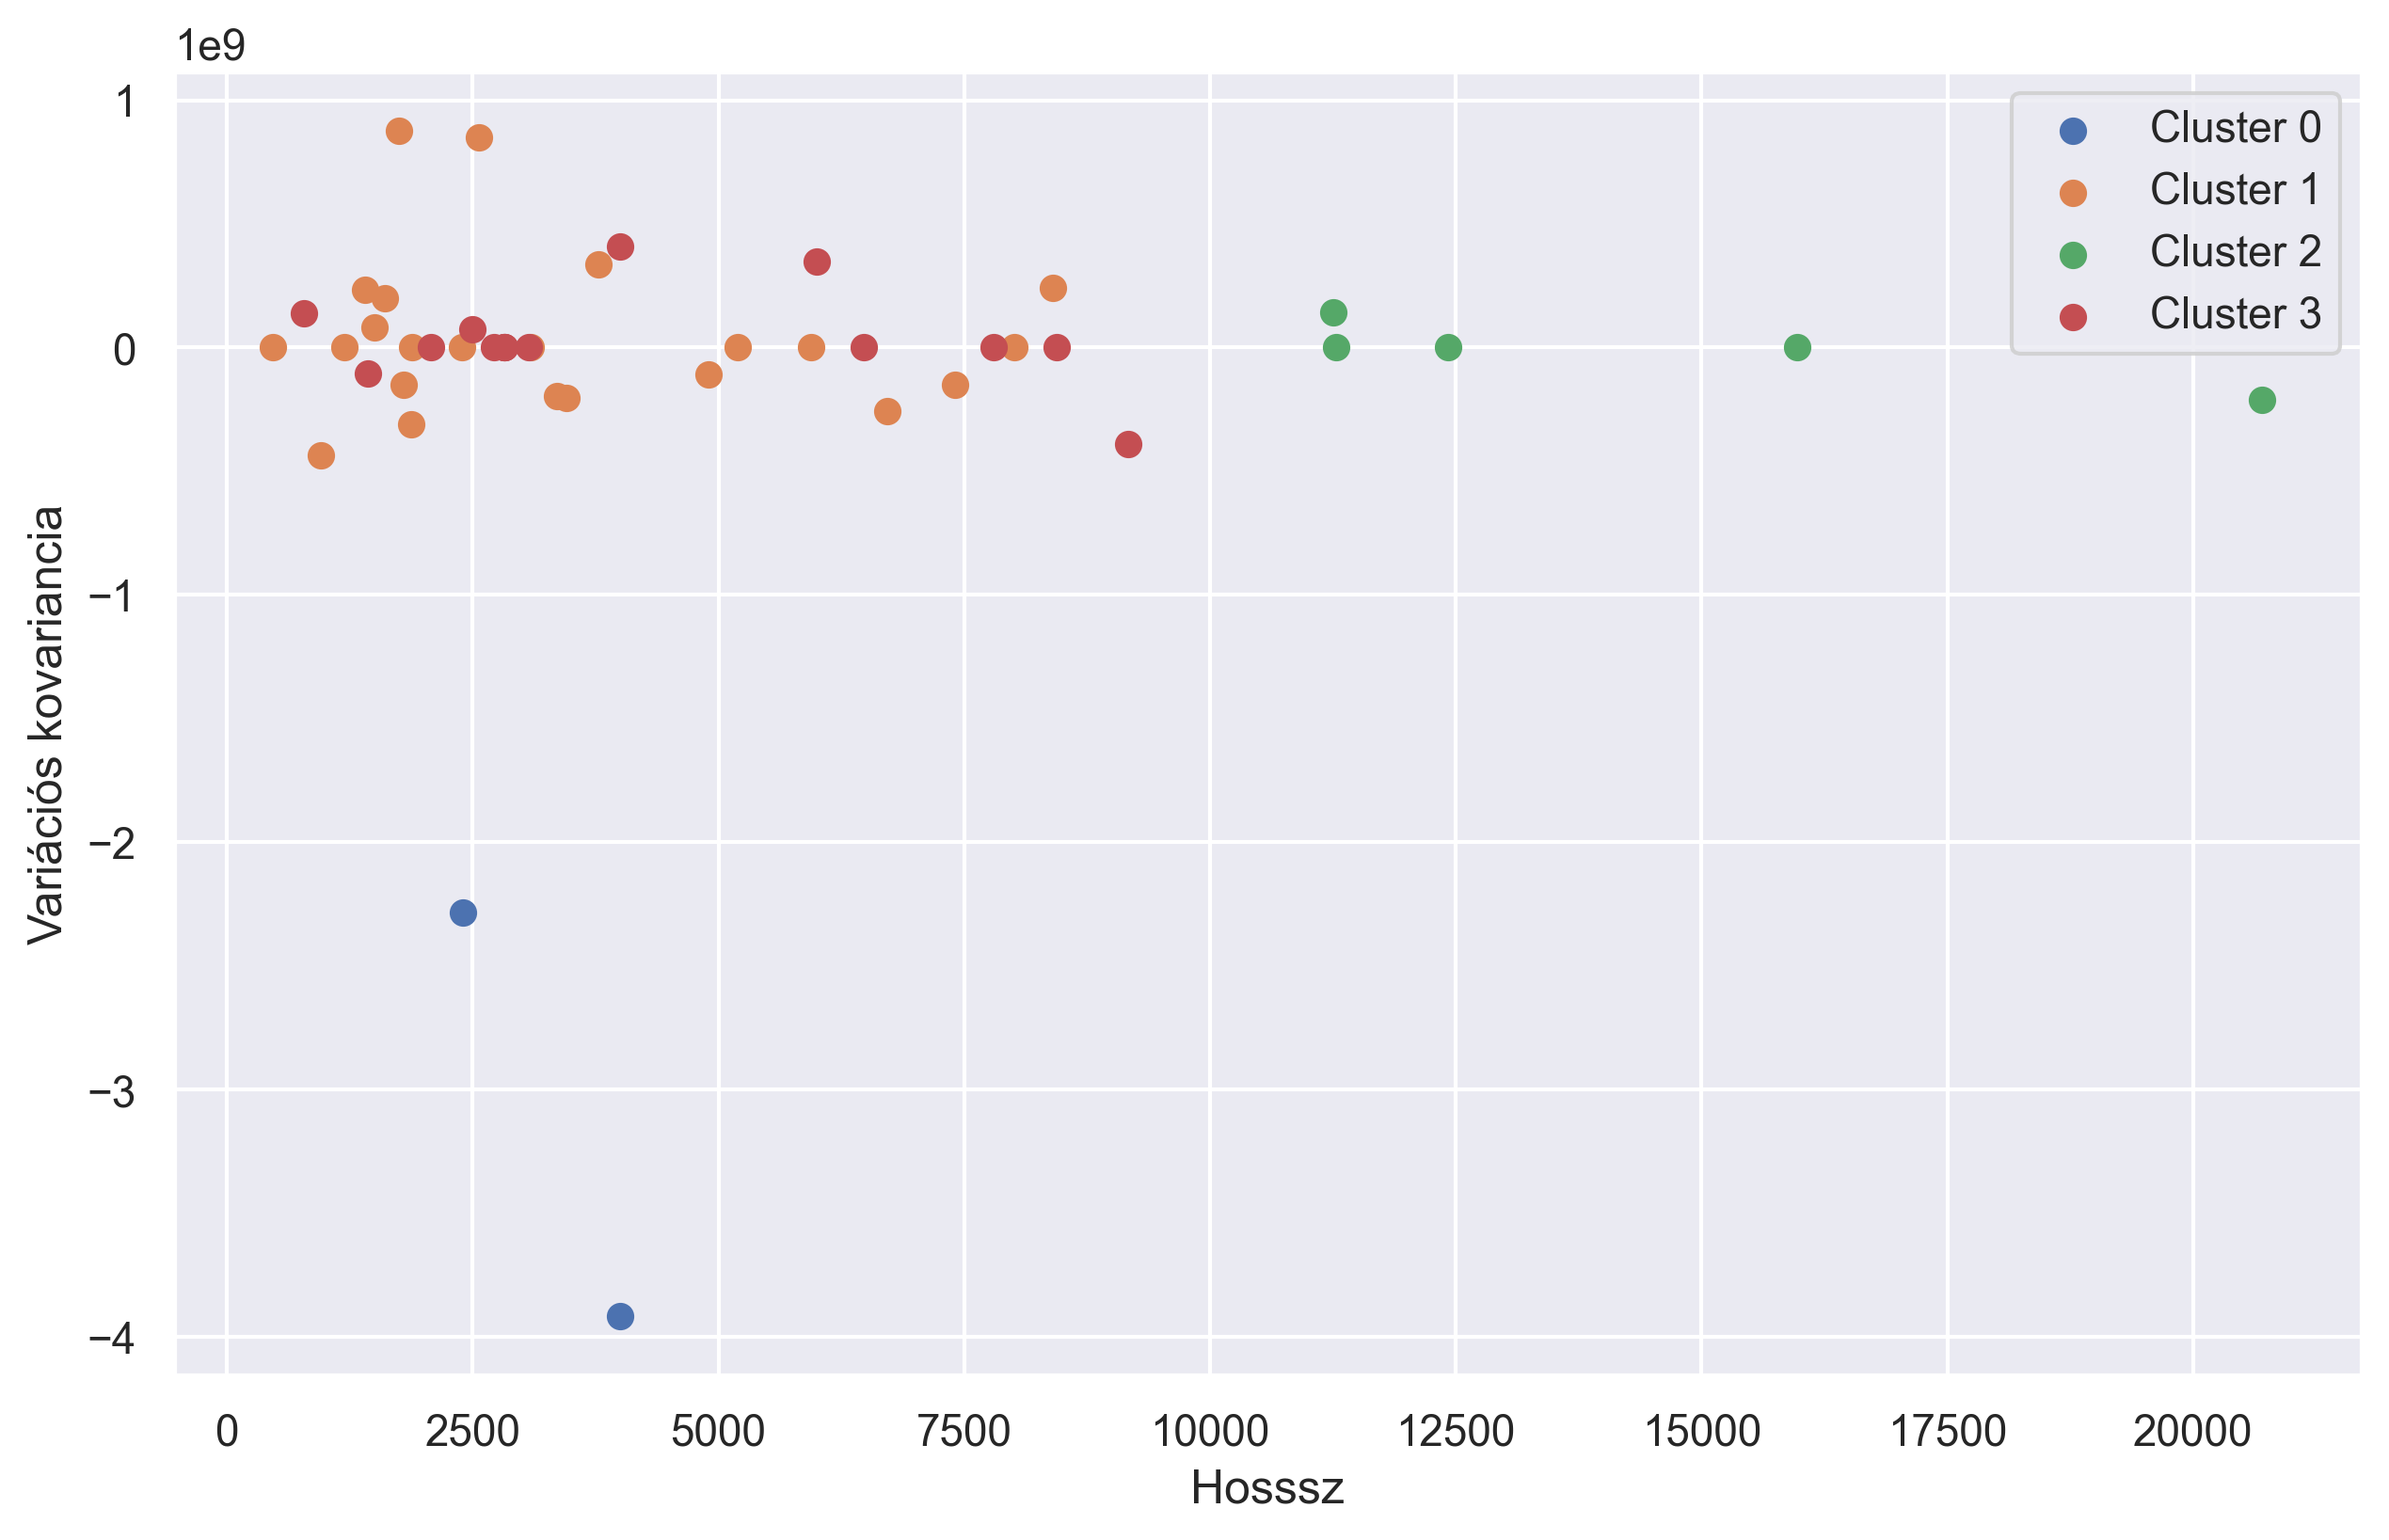 1e9
1
0
−1
−2
−3
−4
Variációs kovariancia
Cluster 0
Cluster 1
Cluster 2
Cluster 3
0 2500 5000 7500 10000 12500 15000 17500 20000
Hosssz